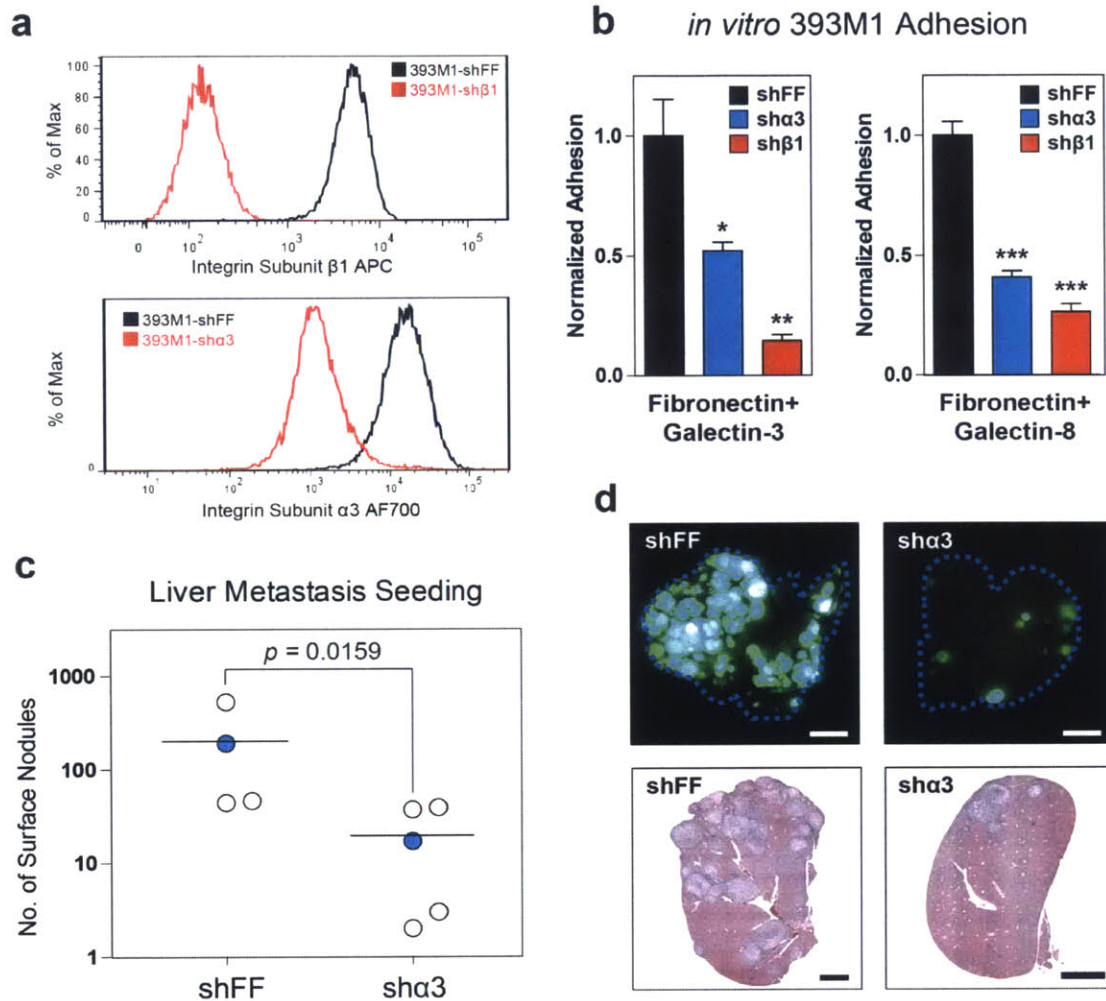 a
100
80
60
40
20
0
% of Max
393M1-shFF
393M1-shβ1
0 10² 10³ 10⁴ 10⁵
Integrin Subunit β1 APC
% of Max
0
393M1-shFF
393M1-shα3
10¹ 10² 10³ 10⁴ 10⁵
Integrin Subunit α3 AF700
b
in vitro 393M1 Adhesion
Normalized Adhesion
1.0
0.5
0.0
shFF
shα3
shβ1
*
**
Fibronectin+
Galectin-3
Normalized Adhesion
1.0
0.5
0.0
shFF
shα3
shβ1
***
***
Fibronectin+
Galectin-8
c
Liver Metastasis Seeding
No. of Surface Nodules
1000
100
10
1
p = 0.0159
shFF shα3
d
shFF
shα3
shFF
shα3